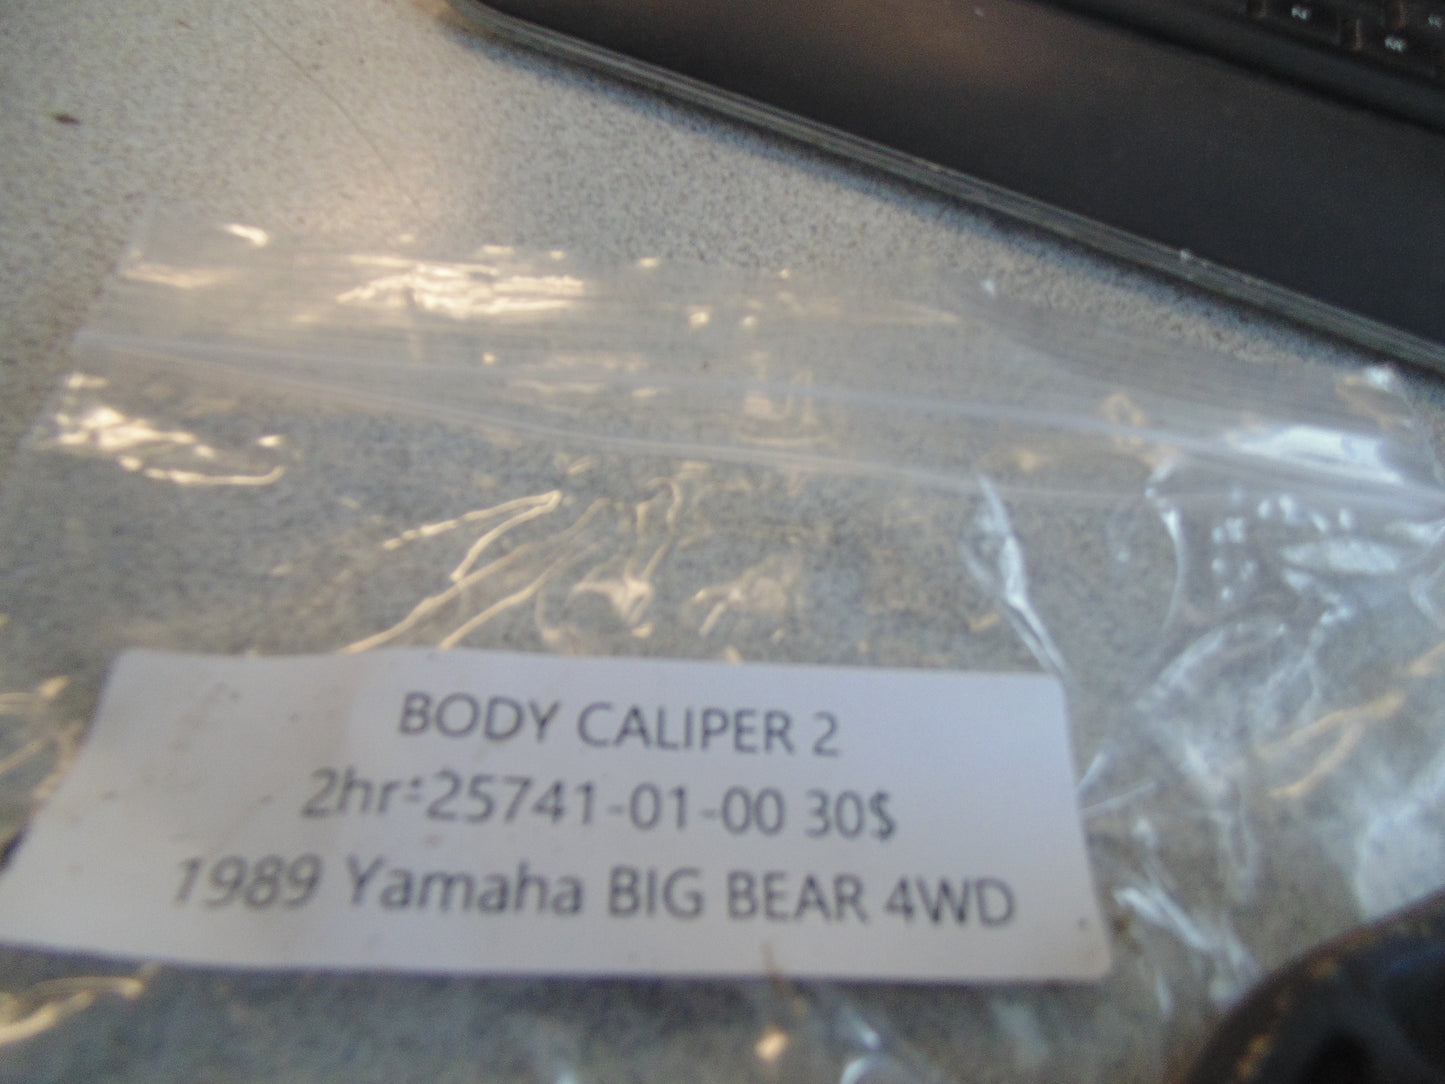 BODY CALIPER 2
2hr-25741-01-00 30$
1989 Yamaha BIG BEAR 4WD